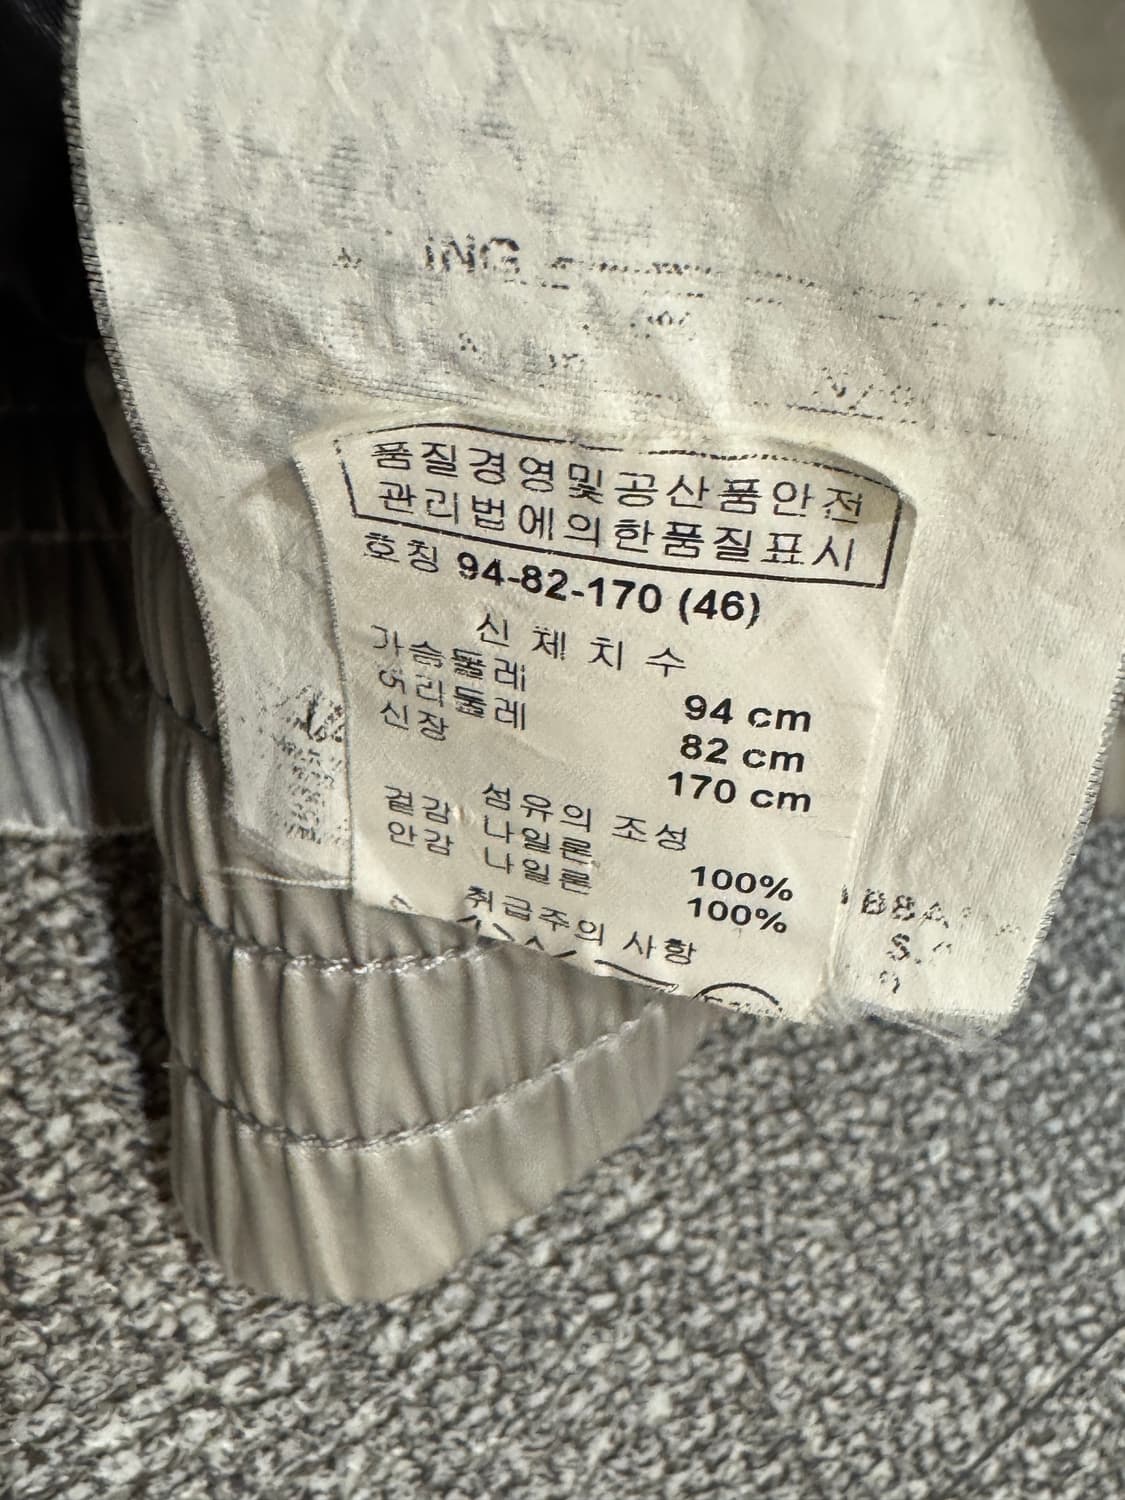 ING
품질경영및공산품안전
관리법에의한품질표시
호칭 94-82-170 (46)
신체치수
가슴둘레 94 cm
허리둘레 82 cm
신장 170 cm
섬유의 조성
겉감 나일론 100%
안감 나일론 100%
취급주의 사항